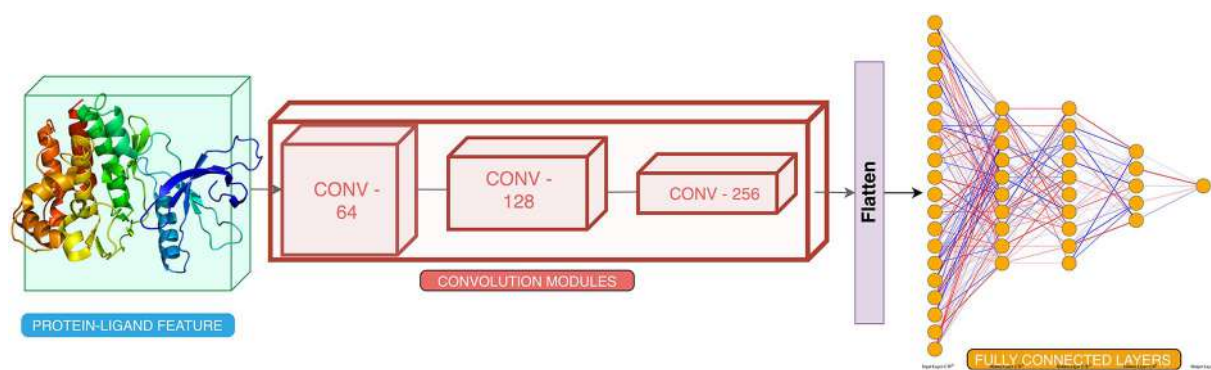 CONV -
64
CONV -
128
CONV - 256
Flatten
CONVOLUTION MODULES
PROTEIN-LIGAND FEATURE
FULLY CONNECTED LAYERS